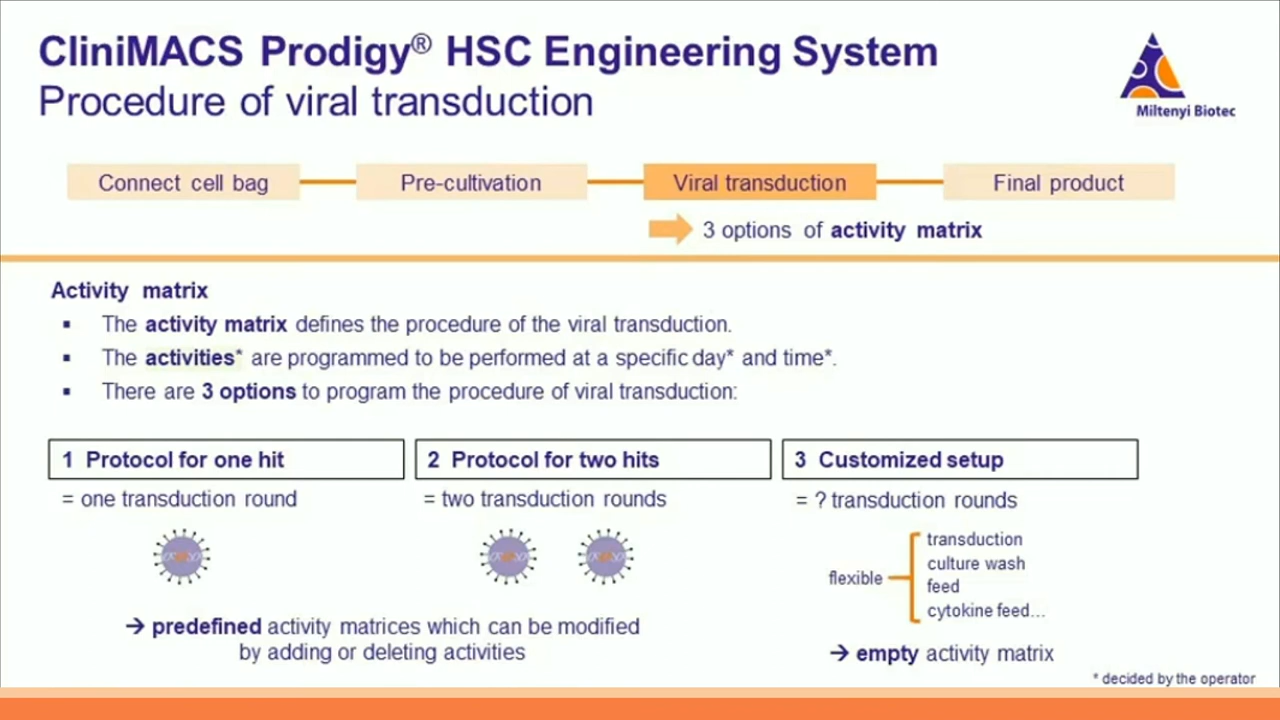 CliniMACS Prodigy® HSC Engineering System
Procedure of viral transduction
Miltenyi Biotec
Connect cell bag
Pre-cultivation
Viral transduction
Final product
3 options of activity matrix
Activity matrix
▪ The activity matrix defines the procedure of the viral transduction.
▪ The activities* are programmed to be performed at a specific day* and time*.
▪ There are 3 options to program the procedure of viral transduction:
1 Protocol for one hit
= one transduction round
2 Protocol for two hits
= two transduction rounds
→ predefined activity matrices which can be modified
by adding or deleting activities
3 Customized setup
= ? transduction rounds
flexible
transduction
culture wash
feed
cytokine feed...
→ empty activity matrix
* decided by the operator